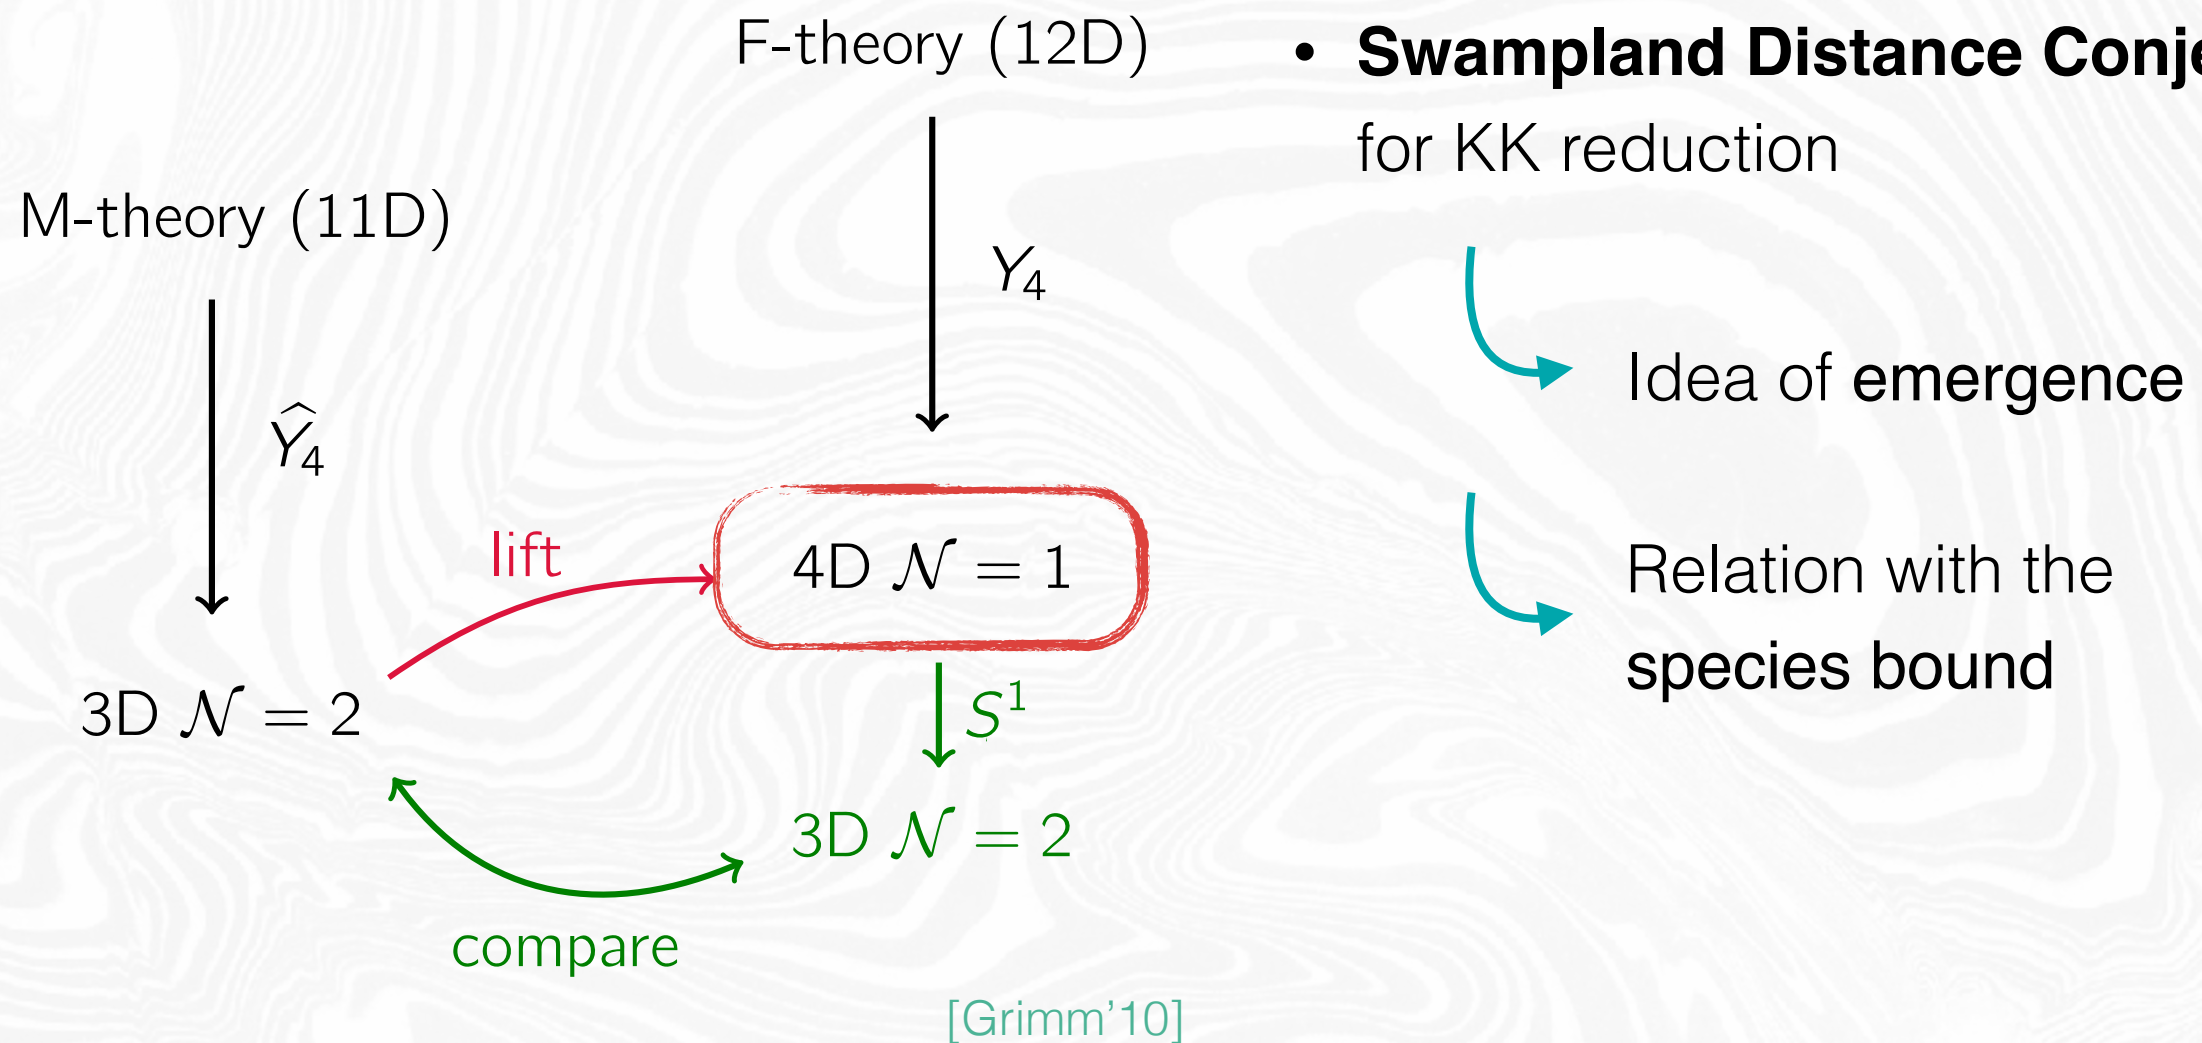 F-theory (12D)
M-theory (11D)
Y₄
Ŷ₄
lift
4D 𝒩 = 1
3D 𝒩 = 2
S¹
3D 𝒩 = 2
compare
[Grimm'10]
• Swampland Distance
for KK reduction
Idea of emergence
Relation with the
species bound